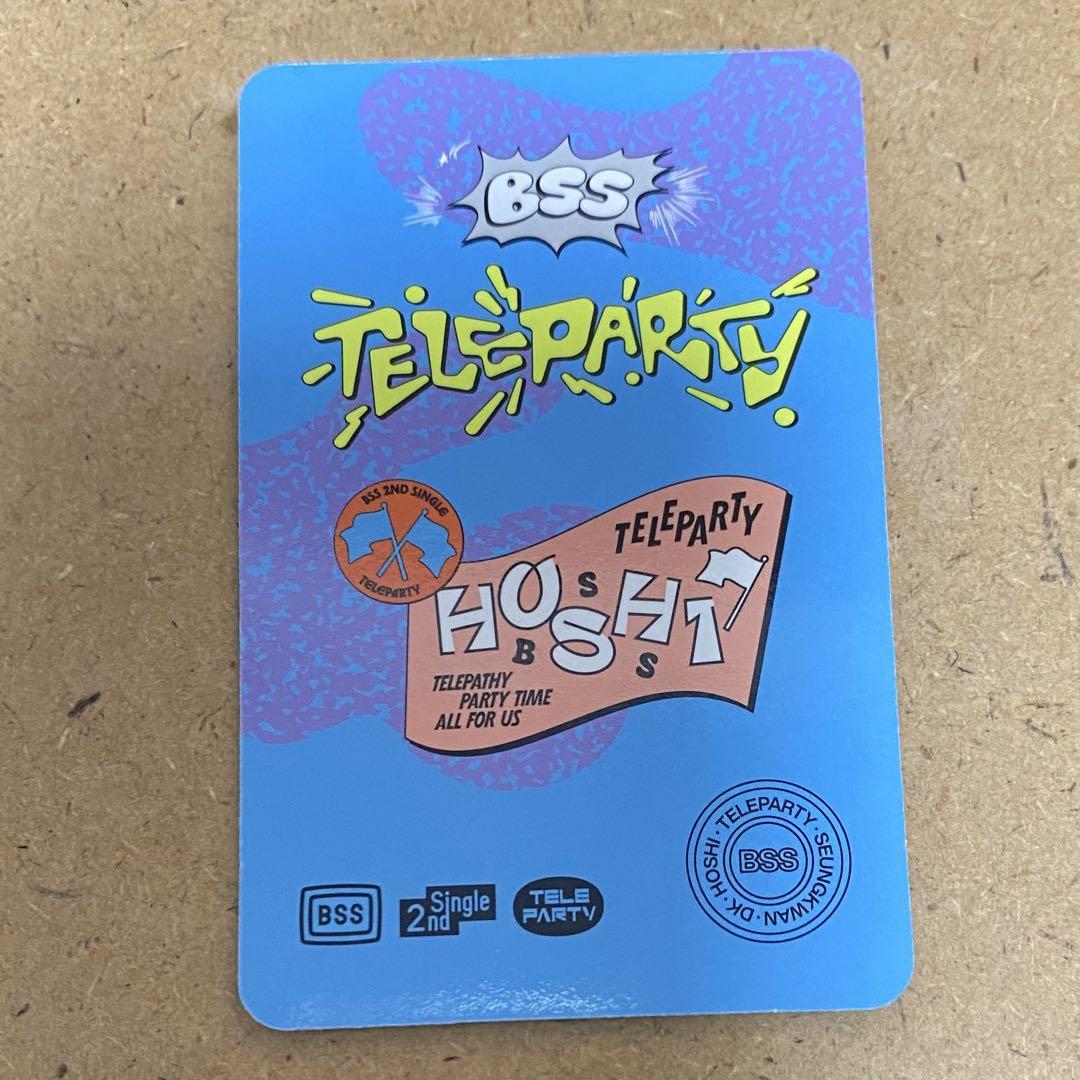 BSS
TELEPARTY
BSS 2ND SINGLE
TELEPARTY
TELEPARTY
HOSHI
BSS
TELEPATHY
PARTY TIME
ALL FOR US
HOSHI · TELEPARTY · SEUNGKWAN · DK ·
BSS
BSS
2nd Single
TELE
PARTY